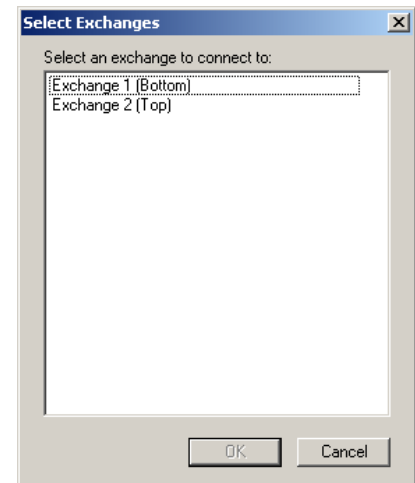 Select Exchanges
Select an exchange to connect to:
Exchange 1 (Bottom)
Exchange 2 (Top)
OK
Cancel